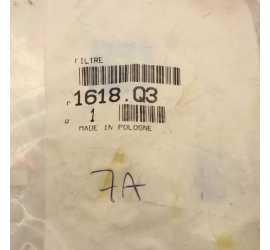 FILTRE
P 1618.Q3
Q 1
MADE IN POLOGNE
7A